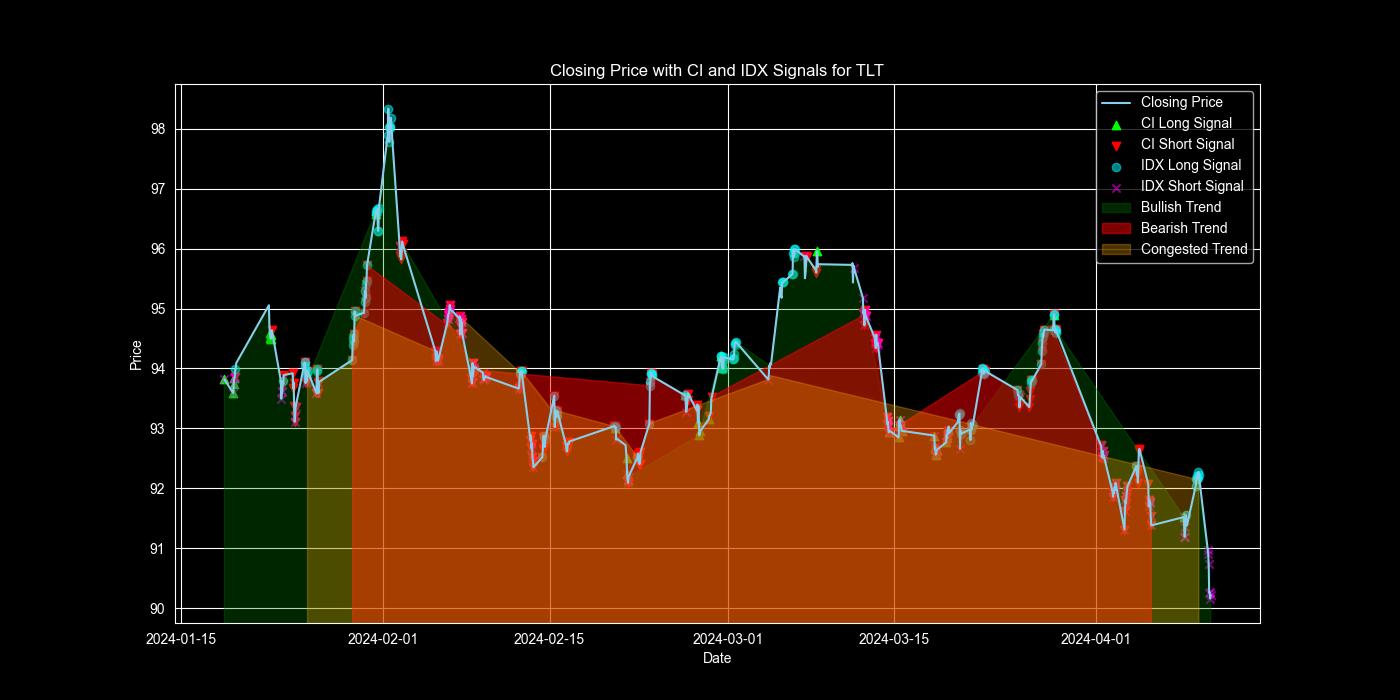 Closing Price with CI and IDX Signals for TLT
Closing Price
CI Long Signal
CI Short Signal
IDX Long Signal
IDX Short Signal
Bullish Trend
Bearish Trend
Congested Trend
Price
98
97
96
95
94
93
92
91
90
2024-01-15
2024-02-01
2024-02-15
2024-03-01
2024-03-15
2024-04-01
Date